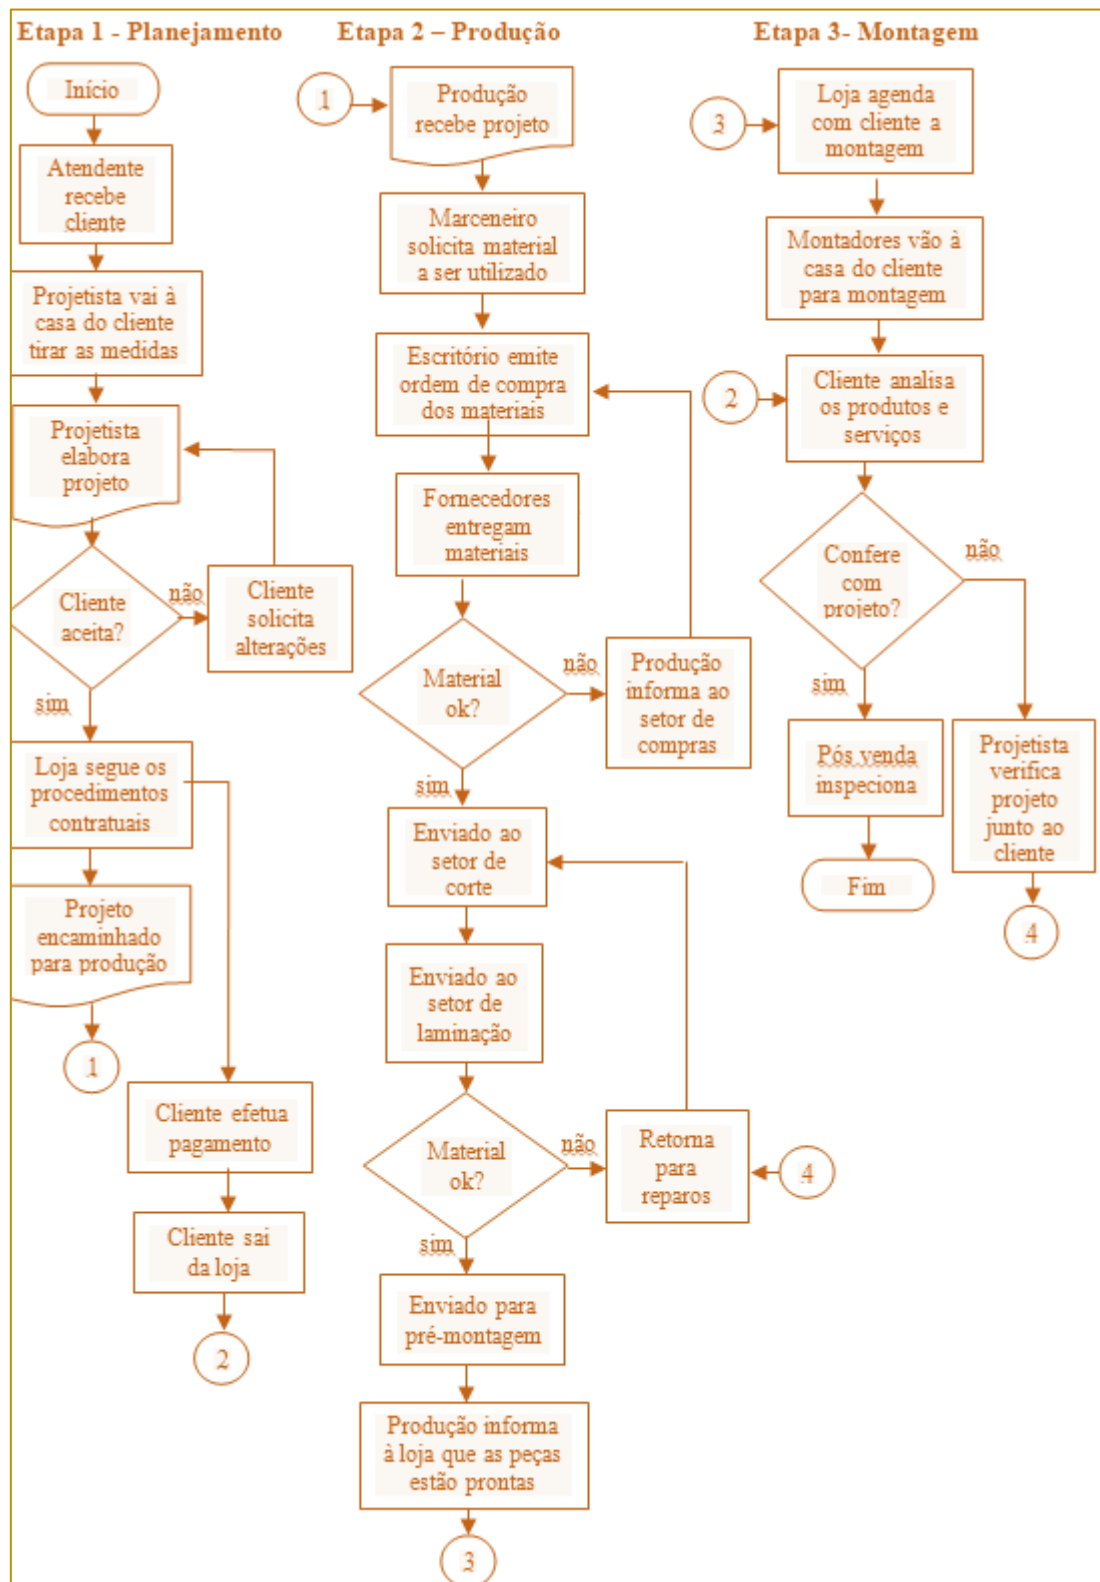 Etapa 1 - Planejamento
Início
Atendente
recebe
cliente
Projetista vai à
casa do cliente
tirar as medidas
Projetista
elabora
projeto
Cliente
aceita?
não
Cliente
solicita
alterações
sim
Loja segue os
procedimentos
contratuais
Projeto
encaminhado
para produção
1
Cliente efetua
pagamento
Cliente sai
da loja
2
Etapa 2 – Produção
1
Produção
recebe projeto
Marceneiro
solicita material
a ser utilizado
Escritório emite
ordem de compra
dos materiais
Fornecedores
entregam
materiais
Material
ok?
não
Produção
informa ao
setor de
compras
sim
Enviado ao
setor de
corte
Enviado ao
setor de
laminação
Material
ok?
não
Retorna
para
reparos
4
sim
Enviado para
pré-montagem
Produção informa
à loja que as peças
estão prontas
3
Etapa 3- Montagem
3
Loja agenda
com cliente a
montagem
Montadores vão à
casa do cliente
para montagem
2
Cliente analisa
os produtos e
serviços
Confere
com
projeto?
não
sim
Pós venda
inspeciona
Fim
Projetista
verifica
projeto
junto ao
cliente
4